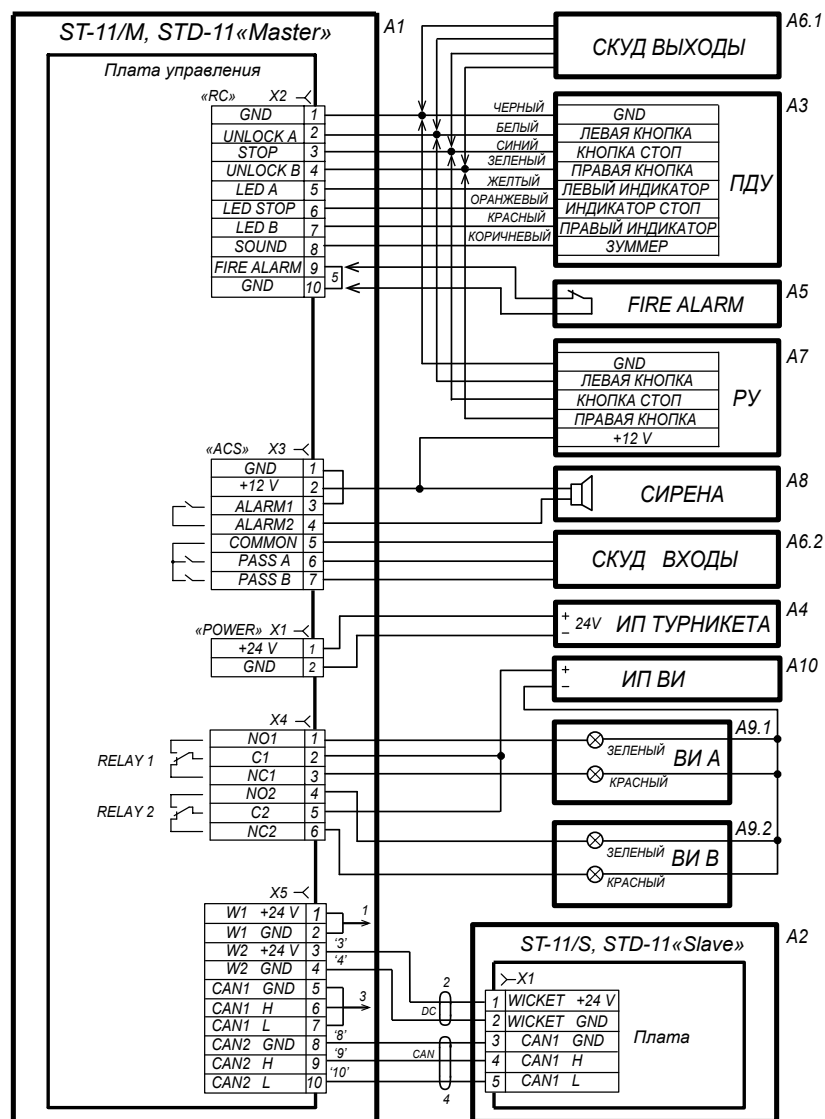 ST-11/M, STD-11«Master»
A1
Плата управления
«RC» X2
GND 1
UNLOCK A 2
STOP 3
UNLOCK B 4
LED A 5
LED STOP 6
LED B 7
SOUND 8
FIRE ALARM 9
GND 10
5
ЧЕРНЫЙ
БЕЛЫЙ
СИНИЙ
ЗЕЛЕНЫЙ
ЖЕЛТЫЙ
ОРАНЖЕВЫЙ
КРАСНЫЙ
КОРИЧНЕВЫЙ
СКУД ВЫХОДЫ
A6.1
GND
ЛЕВАЯ КНОПКА
КНОПКА СТОП
ПРАВАЯ КНОПКА
ЛЕВЫЙ ИНДИКАТОР
ИНДИКАТОР СТОП
ПРАВЫЙ ИНДИКАТОР
ЗУММЕР
ПДУ
A3
FIRE ALARM
A5
GND
ЛЕВАЯ КНОПКА
КНОПКА СТОП
ПРАВАЯ КНОПКА
+12 V
РУ
A7
«ACS» X3
GND 1
+12 V 2
ALARM1 3
ALARM2 4
COMMON 5
PASS A 6
PASS B 7
СИРЕНА
A8
СКУД ВХОДЫ
A6.2
«POWER» X1
+24 V 1
GND 2
+
– 24V ИП ТУРНИКЕТА
A4
+
– ИП ВИ
A10
X4
NO1 1
C1 2
NC1 3
NO2 4
C2 5
NC2 6
RELAY 1
RELAY 2
ЗЕЛЕНЫЙ
КРАСНЫЙ
ВИ А
A9.1
ЗЕЛЕНЫЙ
КРАСНЫЙ
ВИ В
A9.2
X5
W1 +24 V 1
W1 GND 2
W2 +24 V 3
W2 GND 4
CAN1 GND 5
CAN1 H 6
CAN1 L 7
CAN2 GND 8
CAN2 H 9
CAN2 L 10
1
'3'
'4'
3
'8'
'9'
'10'
2
DC
CAN
4
ST-11/S, STD-11«Slave»
A2
X1
1 WICKET +24 V
2 WICKET GND
3 CAN1 GND
4 CAN1 H
5 CAN1 L
Плата